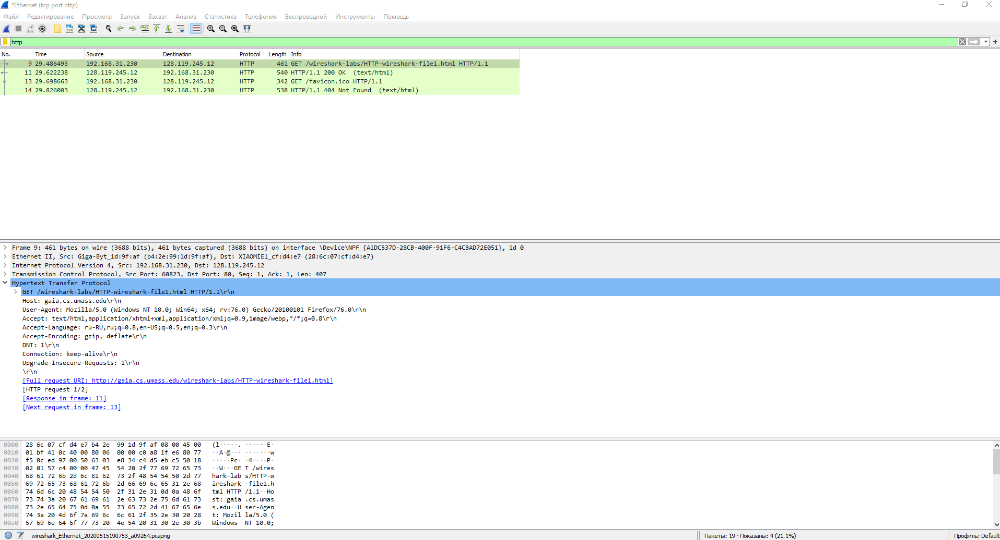 *Ethernet (tcp port http)
Файл Редактирование Просмотр Запуск Захват Анализ Статистика Телефония Беспроводной Инструменты Помощь
http
No. Time Source Destination Protocol Length Info
9 29.486493 192.168.31.230 128.119.245.12 HTTP 461 GET /wireshark-labs/HTTP-wireshark-file1.html HTTP/1.1
11 29.622238 128.119.245.12 192.168.31.230 HTTP 540 HTTP/1.1 200 OK (text/html)
13 29.698663 192.168.31.230 128.119.245.12 HTTP 342 GET /favicon.ico HTTP/1.1
14 29.826003 128.119.245.12 192.168.31.230 HTTP 538 HTTP/1.1 404 Not Found (text/html)
Frame 9: 461 bytes on wire (3688 bits), 461 bytes captured (3688 bits) on interface \Device\NPF_{A1DC537D-28CB-400F-91F6-C4CBAD72E051}, id 0
Ethernet II, Src: Giga-Byt_1d:9f:af (b4:2e:99:1d:9f:af), Dst: XIAOMIEl_cf:d4:e7 (28:6c:07:cf:d4:e7)
Internet Protocol Version 4, Src: 192.168.31.230, Dst: 128.119.245.12
Transmission Control Protocol, Src Port: 60823, Dst Port: 80, Seq: 1, Ack: 1, Len: 407
Hypertext Transfer Protocol
GET /wireshark-labs/HTTP-wireshark-file1.html HTTP/1.1\r\n
Host: gaia.cs.umass.edu\r\n
User-Agent: Mozilla/5.0 (Windows NT 10.0; Win64; x64; rv:76.0) Gecko/20100101 Firefox/76.0\r\n
Accept: text/html,application/xhtml+xml,application/xml;q=0.9,image/webp,*/*;q=0.8\r\n
Accept-Language: ru-RU,ru;q=0.8,en-US;q=0.5,en;q=0.3\r\n
Accept-Encoding: gzip, deflate\r\n
DNT: 1\r\n
Connection: keep-alive\r\n
Upgrade-Insecure-Requests: 1\r\n
\r\n
[Full request URI: http://gaia.cs.umass.edu/wireshark-labs/HTTP-wireshark-file1.html]
[HTTP request 1/2]
[Response in frame: 11]
[Next request in frame: 13]
0000 28 6c 07 cf d4 e7 b4 2e 99 1d 9f af 08 00 45 00 (l·····. ······E·
0010 01 bf 41 0c 40 00 80 06 00 00 c0 a8 1f e6 80 77 ··A·@··· ·······w
0020 f5 0c ed 97 00 50 63 03 e8 34 c4 d5 eb c5 50 18 ·····Pc· ·4····P·
0030 02 01 57 c4 00 00 47 45 54 20 2f 77 69 72 65 73 ··W···GE T /wires
0040 68 61 72 6b 2d 6c 61 62 73 2f 48 54 54 50 2d 77 hark-lab s/HTTP-w
0050 69 72 65 73 68 61 72 6b 2d 66 69 6c 65 31 2e 68 ireshark -file1.h
0060 74 6d 6c 20 48 54 54 50 2f 31 2e 31 0d 0a 48 6f tml HTTP /1.1··Ho
0070 73 74 3a 20 67 61 69 61 2e 63 73 2e 75 6d 61 73 st: gaia .cs.umas
0080 73 2e 65 64 75 0d 0a 55 73 65 72 2d 41 67 65 6e s.edu··U ser-Agen
0090 74 3a 20 4d 6f 7a 69 6c 6c 61 2f 35 2e 30 20 28 t: Mozil la/5.0 (
00a0 57 69 6e 64 6f 77 73 20 4e 54 20 31 30 2e 30 3b Windows NT 10.0;
wireshark_Ethernet_20200515190753_a09264.pcapng Пакеты: 19 · Показаны: 4 (21.1%) Профиль: Default